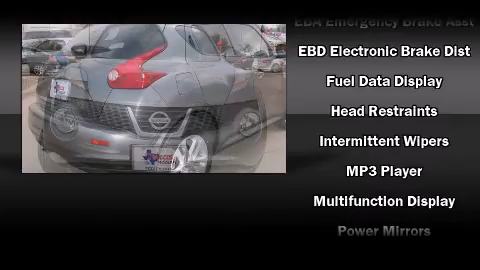 EBA Emergency Brake Asst
EBD Electronic Brake Dist
Fuel Data Display
Head Restraints
Intermittent Wipers
MP3 Player
Multifunction Display
Power Mirrors